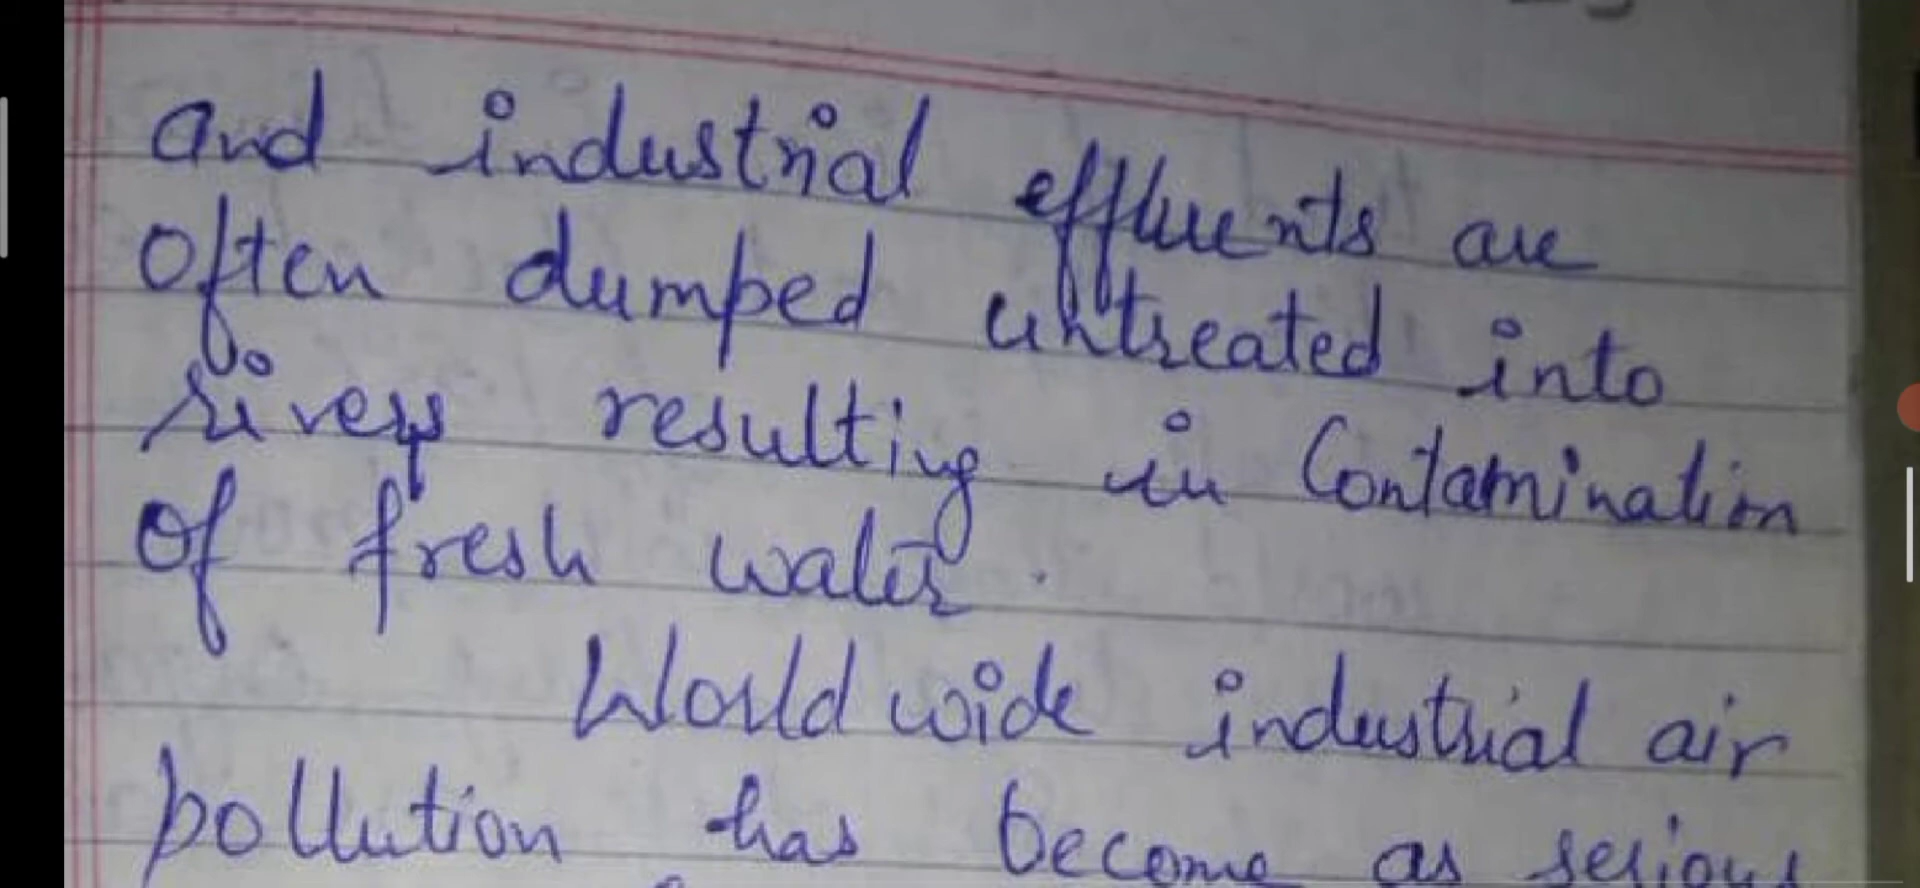 and industrial effluents are
often dumped untreated into
rivers resulting in Contamination
of fresh water.
World wide industrial air
pollution has become as serious